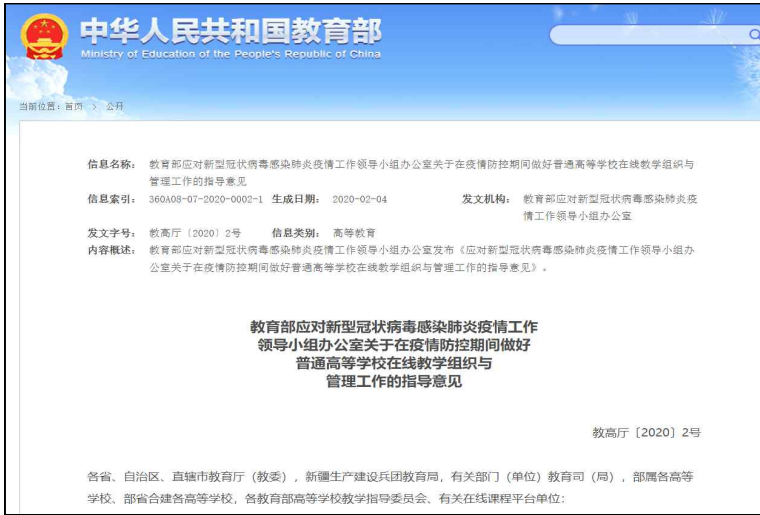 中华人民共和国教育部
Ministry of Education of the People's Republic of China
当前位置：首页 > 公开
信息名称： 教育部应对新型冠状病毒感染肺炎疫情工作领导小组办公室关于在疫情防控期间做好普通高等学校在线教学组织与
管理工作的指导意见
信息索引： 360A08-07-2020-0002-1 生成日期： 2020-02-04 发文机构： 教育部应对新型冠状病毒感染肺炎疫
情工作领导小组办公室
发文字号： 教高厅〔2020〕2号 信息类别： 高等教育
内容概述： 教育部应对新型冠状病毒感染肺炎疫情工作领导小组办公室发布《应对新型冠状病毒感染肺炎疫情工作领导小组办
公室关于在疫情防控期间做好普通高等学校在线教学组织与管理工作的指导意见》。
教育部应对新型冠状病毒感染肺炎疫情工作
领导小组办公室关于在疫情防控期间做好
普通高等学校在线教学组织与
管理工作的指导意见
教高厅〔2020〕2号
各省、自治区、直辖市教育厅（教委），新疆生产建设兵团教育局，有关部门（单位）教育司（局），部属各高等
学校、部省合建各高等学校，各教育部高等学校教学指导委员会、有关在线课程平台单位：